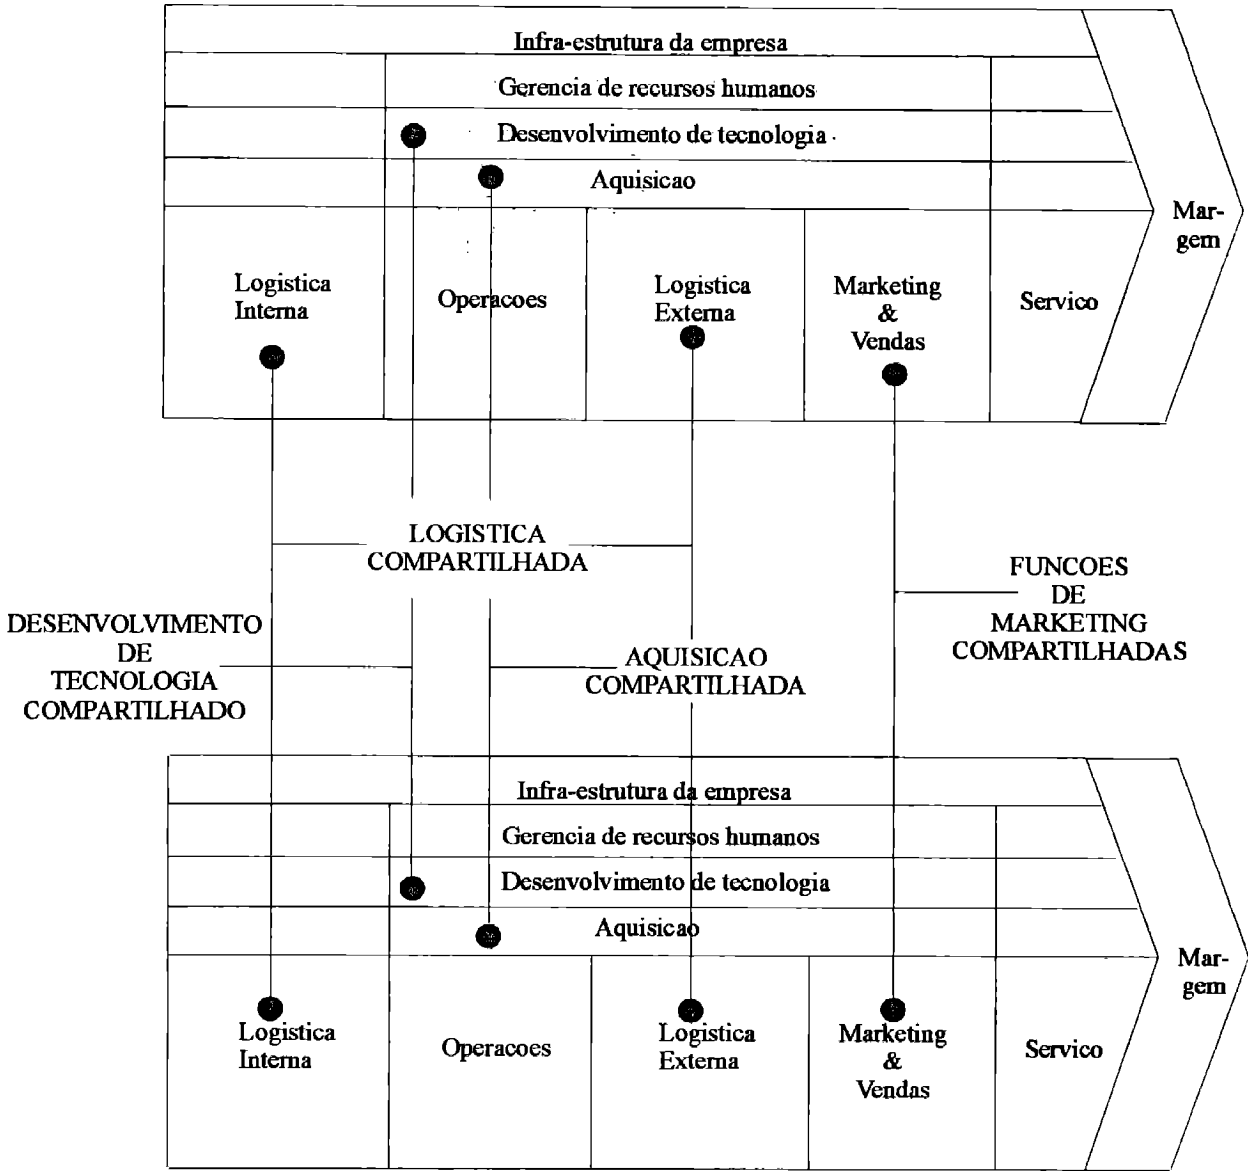 Infra-estrutura da empresa
Gerencia de recursos humanos
Desenvolvimento de tecnologia
Aquisicao
Mar-
gem
Logistica
Interna
Operacoes
Logistica
Externa
Marketing
&
Vendas
Servico
LOGISTICA
COMPARTILHADA
FUNCOES
DE
MARKETING
COMPARTILHADAS
DESENVOLVIMENTO
DE
TECNOLOGIA
COMPARTILHADO
AQUISICAO
COMPARTILHADA
Infra-estrutura da empresa
Gerencia de recursos humanos
Desenvolvimento de tecnologia
Aquisicao
Mar-
gem
Logistica
Interna
Operacoes
Logistica
Externa
Marketing
&
Vendas
Servico